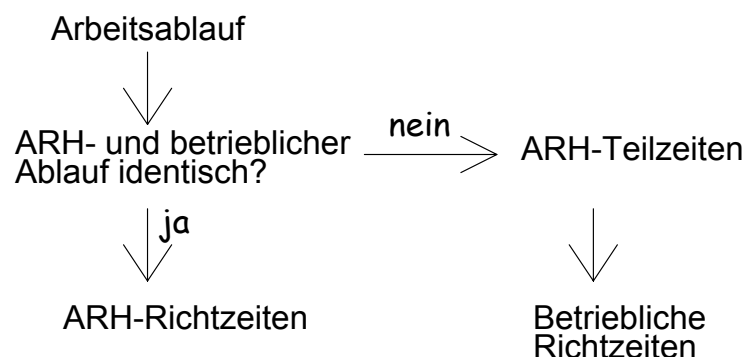 Arbeitsablauf
ARH- und betrieblicher
Ablauf identisch?
nein
ARH-Teilzeiten
ja
ARH-Richtzeiten
Betriebliche
Richtzeiten